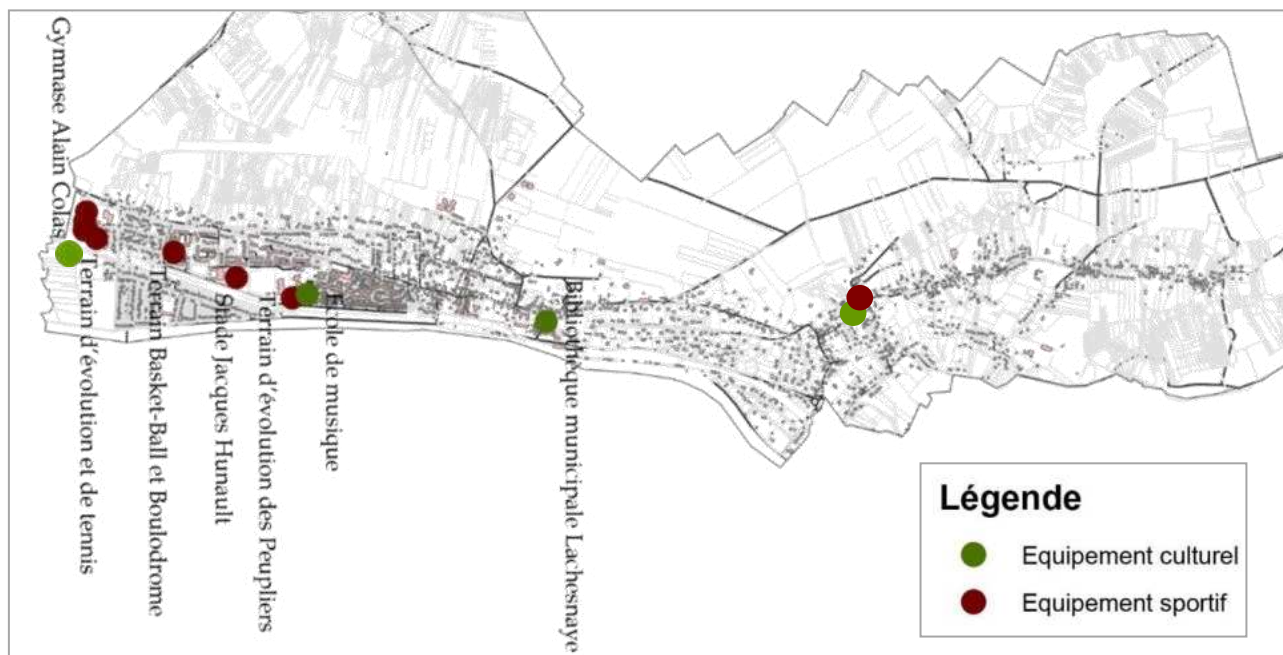 Gymnase Alain Colas
Terrain d'évolution et de tennis
Terrain Basket-Ball et Boulodrome
Stade Jacques Hunault
Terrain d'évolution des Peupliers
Ecole de musique
Bibliothèque municipale Lachesnaye
Légende
Equipement culturel
Equipement sportif